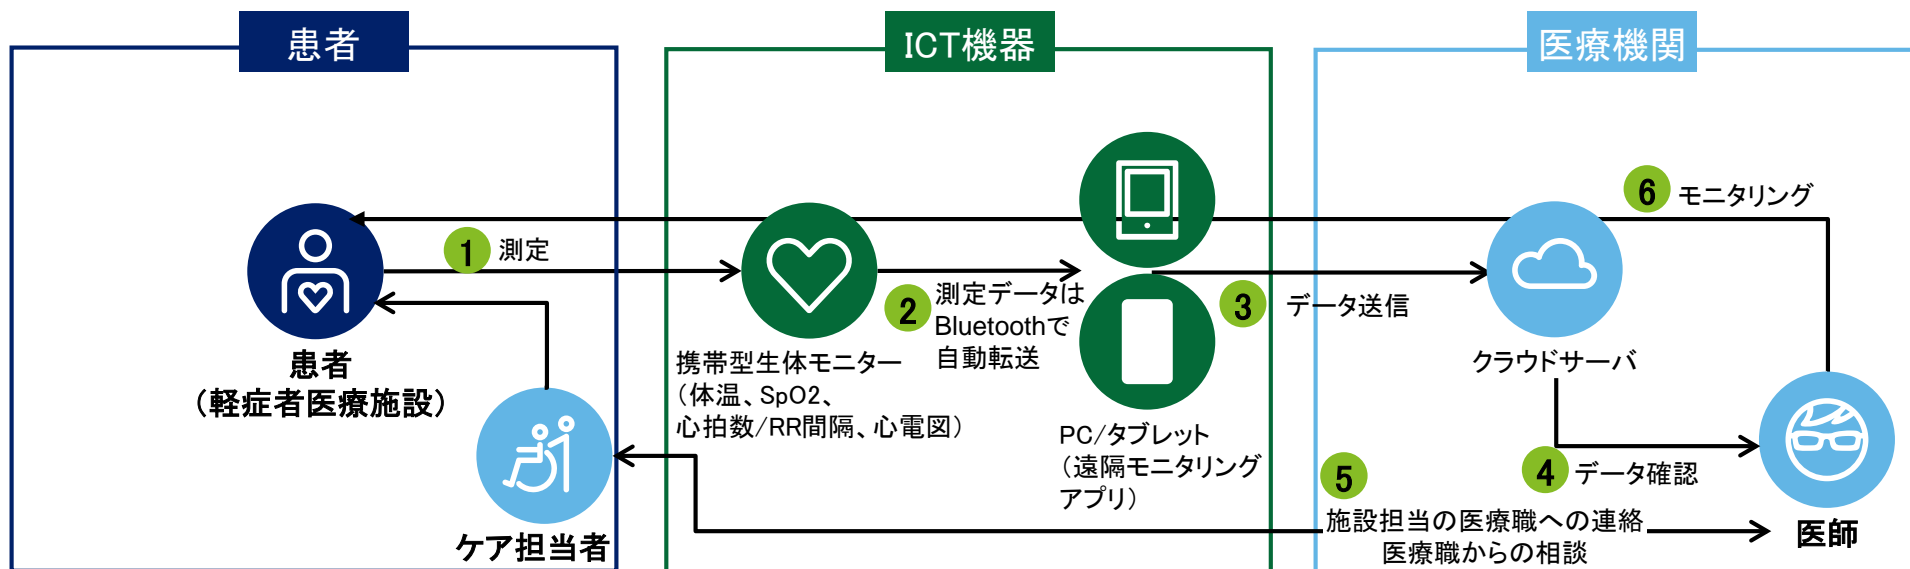 患者
ICT機器
医療機関
6 モニタリング
1 測定
2 測定データは
Bluetoothで
自動転送
3 データ送信
患者
（軽症者医療施設）
携帯型生体モニター
（体温、SpO2、
心拍数/RR間隔、心電図）
クラウドサーバ
PC/タブレット
（遠隔モニタリング
アプリ）
4 データ確認
5
施設担当の医療職への連絡
医療職からの相談
ケア担当者
医師